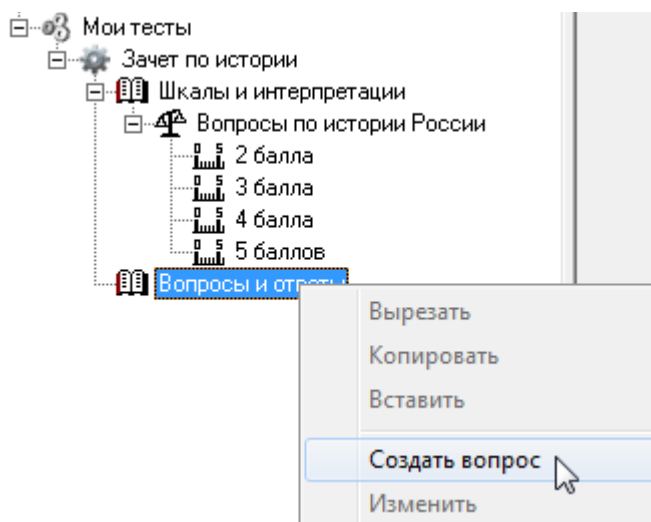 Мои тесты
Зачет по истории
Шкалы и интерпретации
Вопросы по истории России
2 балла
3 балла
4 балла
5 баллов
Вопросы и ответы
Вырезать
Копировать
Вставить
Создать вопрос
Изменить